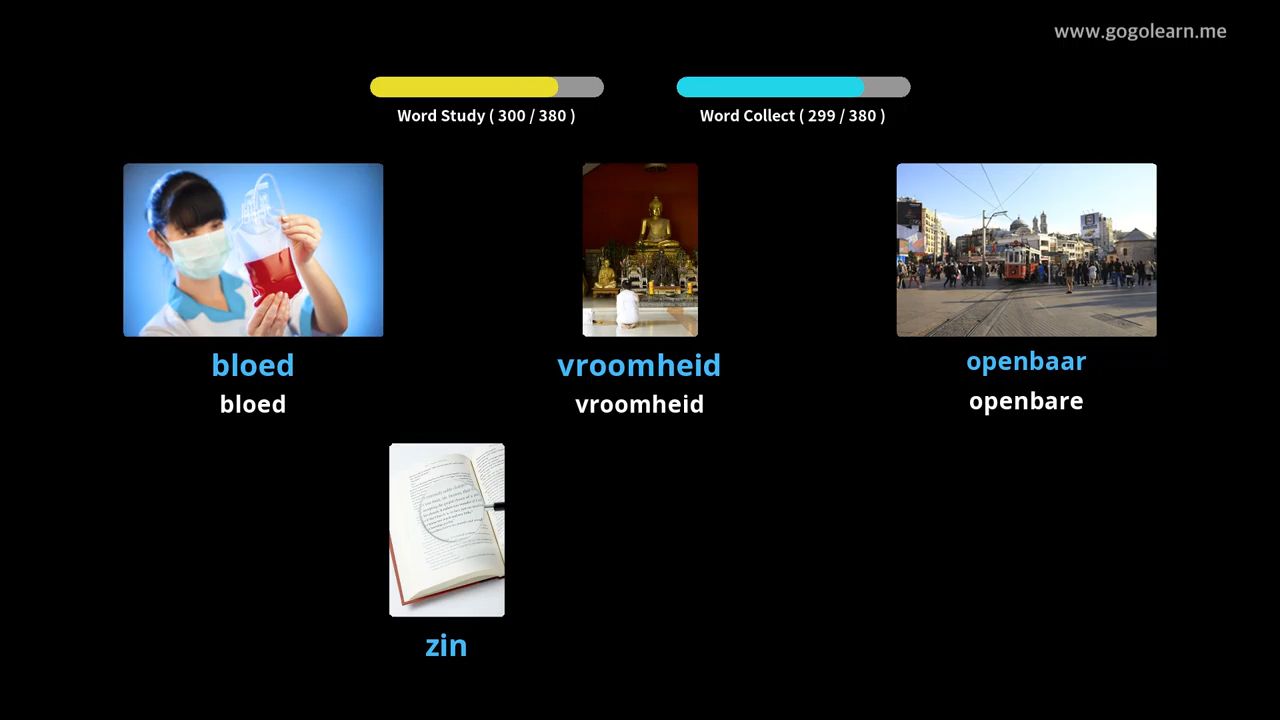 www.gogolearn.me
Word Study ( 300 / 380 )
Word Collect ( 299 / 380 )
bloed
bloed
vroomheid
vroomheid
openbaar
openbare
zin